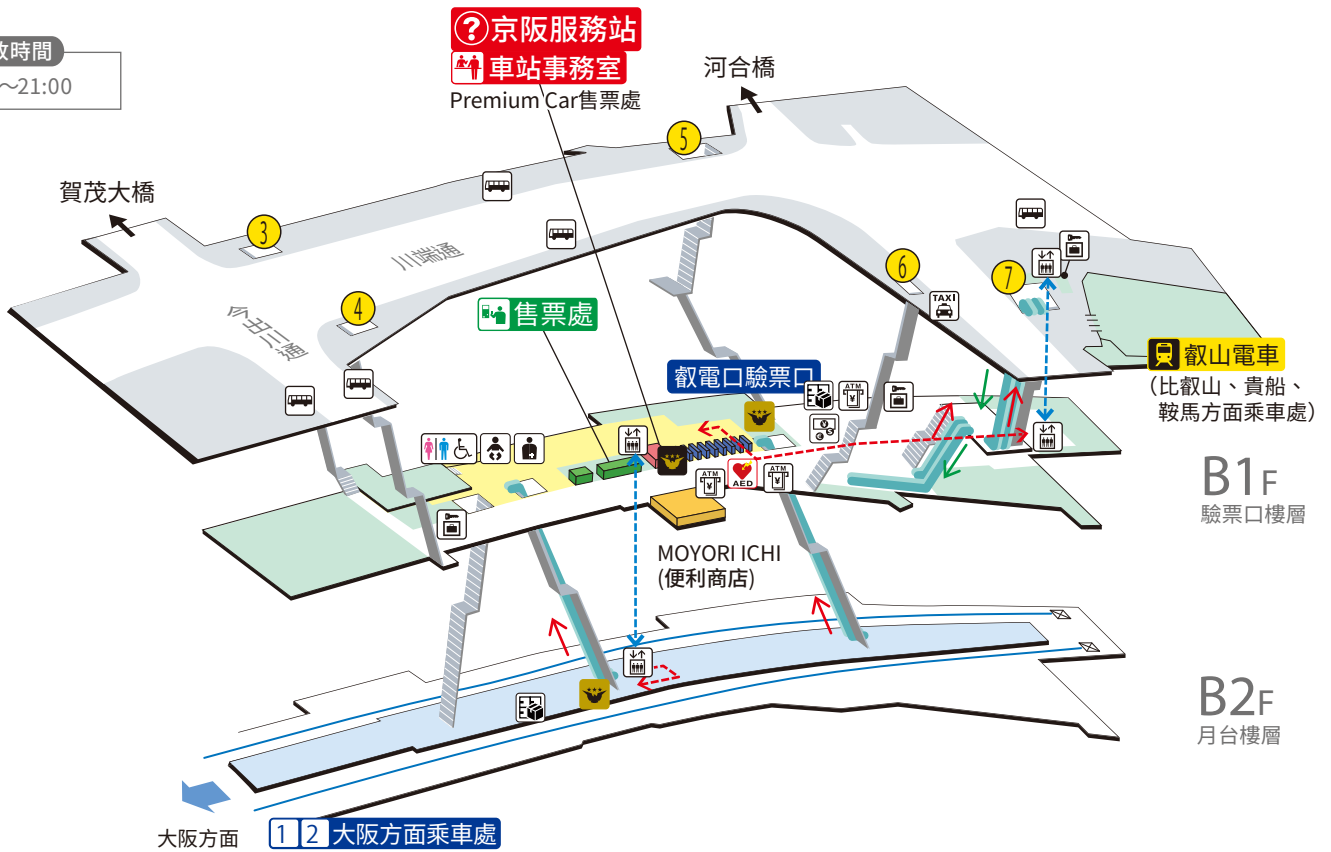 放時間
～21:00
?京阪服務站
車站事務室
Premium Car售票處
河合橋
賀茂大橋
5
3
川端通
4
今出川通
6
7
TAXI
售票處
叡電口驗票口
叡山電車
(比叡山、貴船、
鞍馬方面乘車處)
ATM
¥
ATM
¥
AED
ATM
¥
B1F
驗票口樓層
MOYORI ICHI
(便利商店)
B2F
月台樓層
大阪方面
1 2 大阪方面乘車處